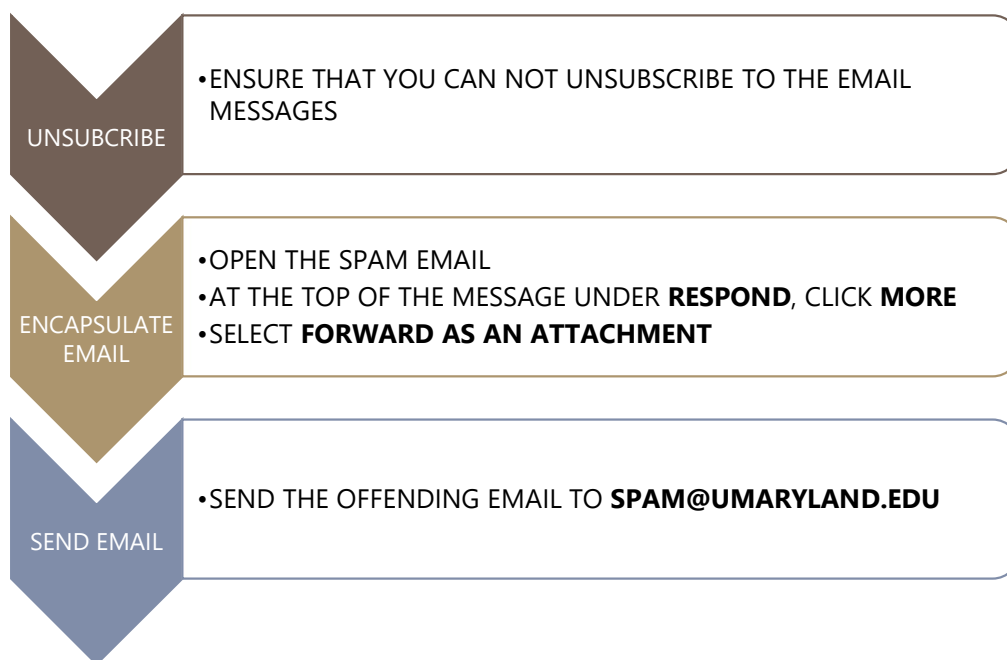 UNSUBCRIBE
•ENSURE THAT YOU CAN NOT UNSUBSCRIBE TO THE EMAIL
MESSAGES
ENCAPSULATE
EMAIL
•OPEN THE SPAM EMAIL
•AT THE TOP OF THE MESSAGE UNDER RESPOND, CLICK MORE
•SELECT FORWARD AS AN ATTACHMENT
SEND EMAIL
•SEND THE OFFENDING EMAIL TO SPAM@UMARYLAND.EDU